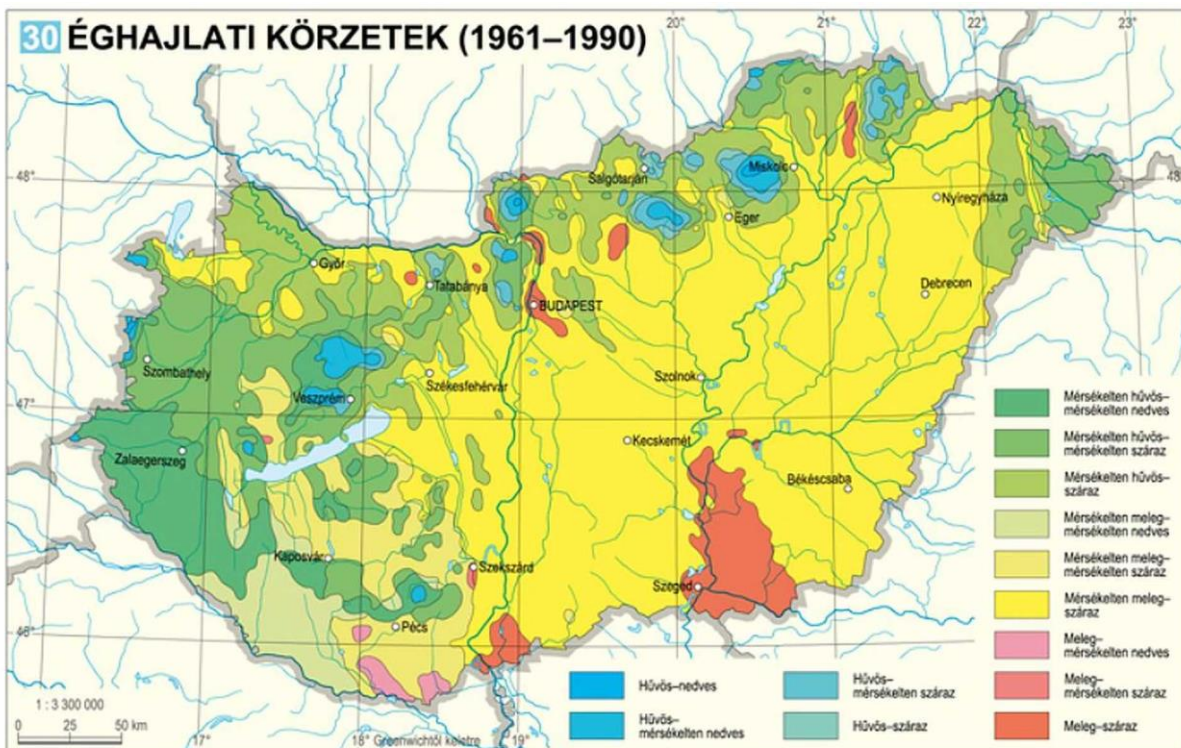 30 ÉGHAJLATI KÖRZETEK (1961–1990)
20°
21°
22°
23°
48°
48
Salgótarján
Miskolc
Eger
Nyíregyháza
Győr
Tatabánya
BUDAPEST
Debrecen
Szombathely
Székesfehérvár
Szolnok
Veszprém
47°
Kecskemét
Zalaegerszeg
Békéscsaba
Kaposvár
Szekszárd
Szeged
46°
Pécs
Mérsékelten hűvös–
mérsékelten nedves
Mérsékelten hűvös–
mérsékelten száraz
Mérsékelten hűvös–
száraz
Mérsékelten meleg–
mérsékelten nedves
Mérsékelten meleg–
mérsékelten száraz
Mérsékelten meleg–
száraz
Meleg–
mérsékelten nedves
Meleg–
mérsékelten száraz
Meleg–száraz
Hűvös–nedves
Hűvös–
mérsékelten nedves
Hűvös–
mérsékelten száraz
Hűvös–száraz
1 : 3 300 000
0 25 50 km
17°
18° Greenwichtől keletre
19°